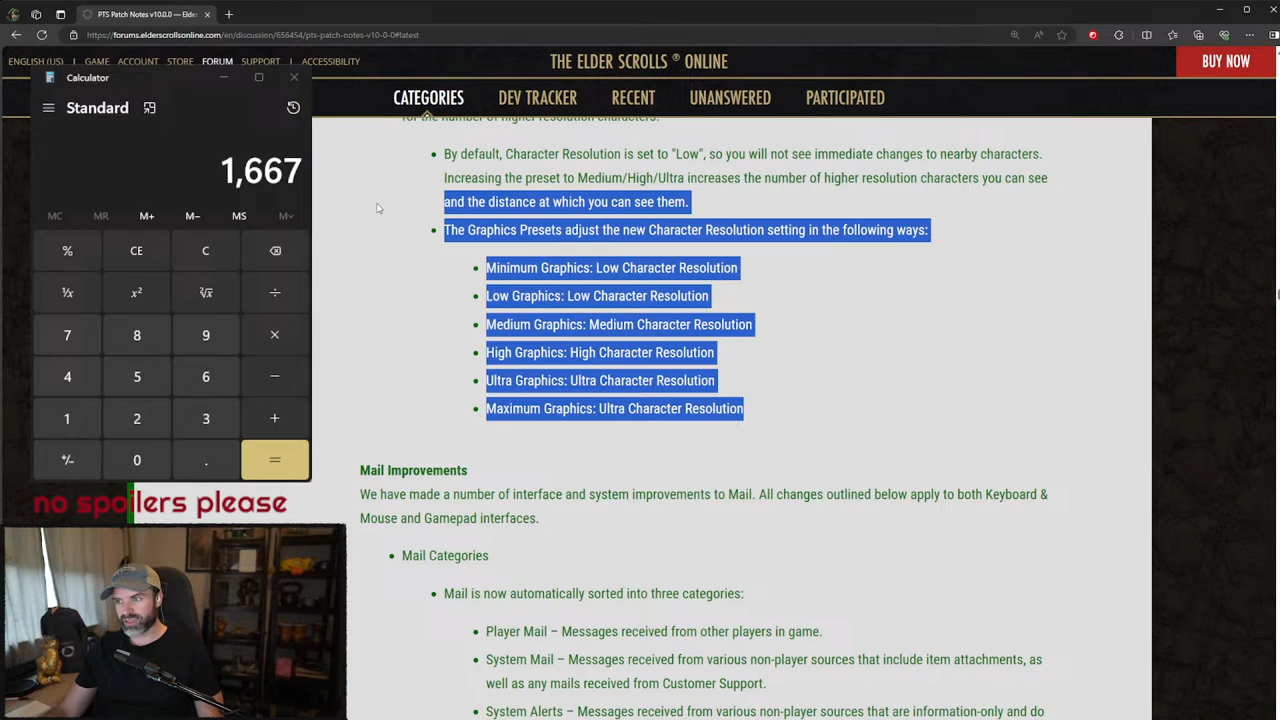 PTS Patch Notes v10.0.0 — Elder
https://forums.elderscrollsonline.com/en/discussion/656454/pts-patch-notes-v10-0-0#latest
ENGLISH (US) | GAME ACCOUNT STORE FORUM SUPPORT | ACCESSIBILITY
THE ELDER SCROLLS ® ONLINE
BUY NOW
CATEGORIES DEV TRACKER RECENT UNANSWERED PARTICIPATED
Calculator
Standard
1,667
MC MR M+ M− MS M˅
% CE C
⅟x x² ²√x ÷
7 8 9 ×
4 5 6 −
1 2 3 +
+/− 0 . =
no spoilers please
for the number of higher resolution characters.
• By default, Character Resolution is set to "Low", so you will not see immediate changes to nearby characters.
Increasing the preset to Medium/High/Ultra increases the number of higher resolution characters you can see
and the distance at which you can see them.
• The Graphics Presets adjust the new Character Resolution setting in the following ways:
• Minimum Graphics: Low Character Resolution
• Low Graphics: Low Character Resolution
• Medium Graphics: Medium Character Resolution
• High Graphics: High Character Resolution
• Ultra Graphics: Ultra Character Resolution
• Maximum Graphics: Ultra Character Resolution
Mail Improvements
We have made a number of interface and system improvements to Mail. All changes outlined below apply to both Keyboard &
Mouse and Gamepad interfaces.
• Mail Categories
• Mail is now automatically sorted into three categories:
• Player Mail – Messages received from other players in game.
• System Mail – Messages received from various non-player sources that include item attachments, as
well as any mails received from Customer Support.
• System Alerts – Messages received from various non-player sources that are information-only and do